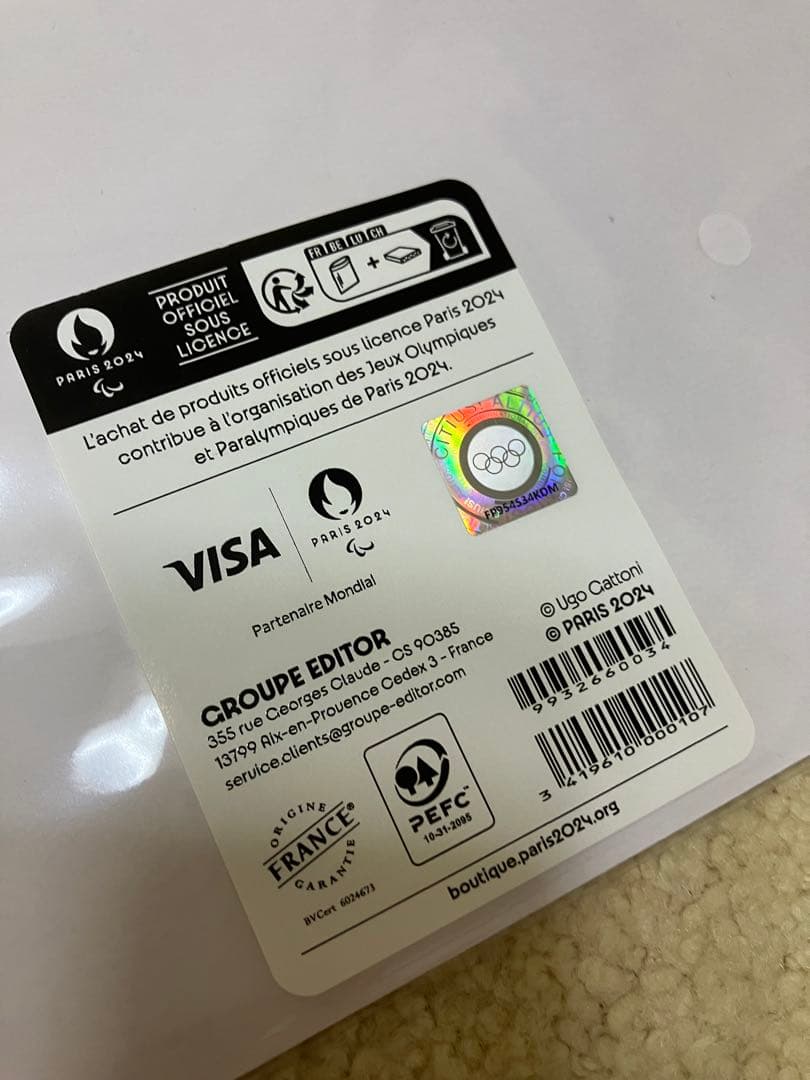 FR BE LU CH
PRODUIT
OFFICIEL
SOUS
LICENCE
PARIS 2024
L'achat de produits officiels sous licence Paris 2024
contribue à l'organisation des Jeux Olympiques
et Paralympiques de Paris 2024.
FP954534KDM
VISA
PARIS 2024
Partenaire Mondial
© Ugo Gattoni
© PARIS 2024
GROUPE EDITOR
355 rue Georges Claude - CS 90385
13799 Aix-en-Provence Cedex 3 - France
service.clients@groupe-editor.com
9932660034
3 419610 000107
ORIGINE
FRANCE®
GARANTIE
BVCert 6024673
PEFC™
10-31-2095
boutique.paris2024.org